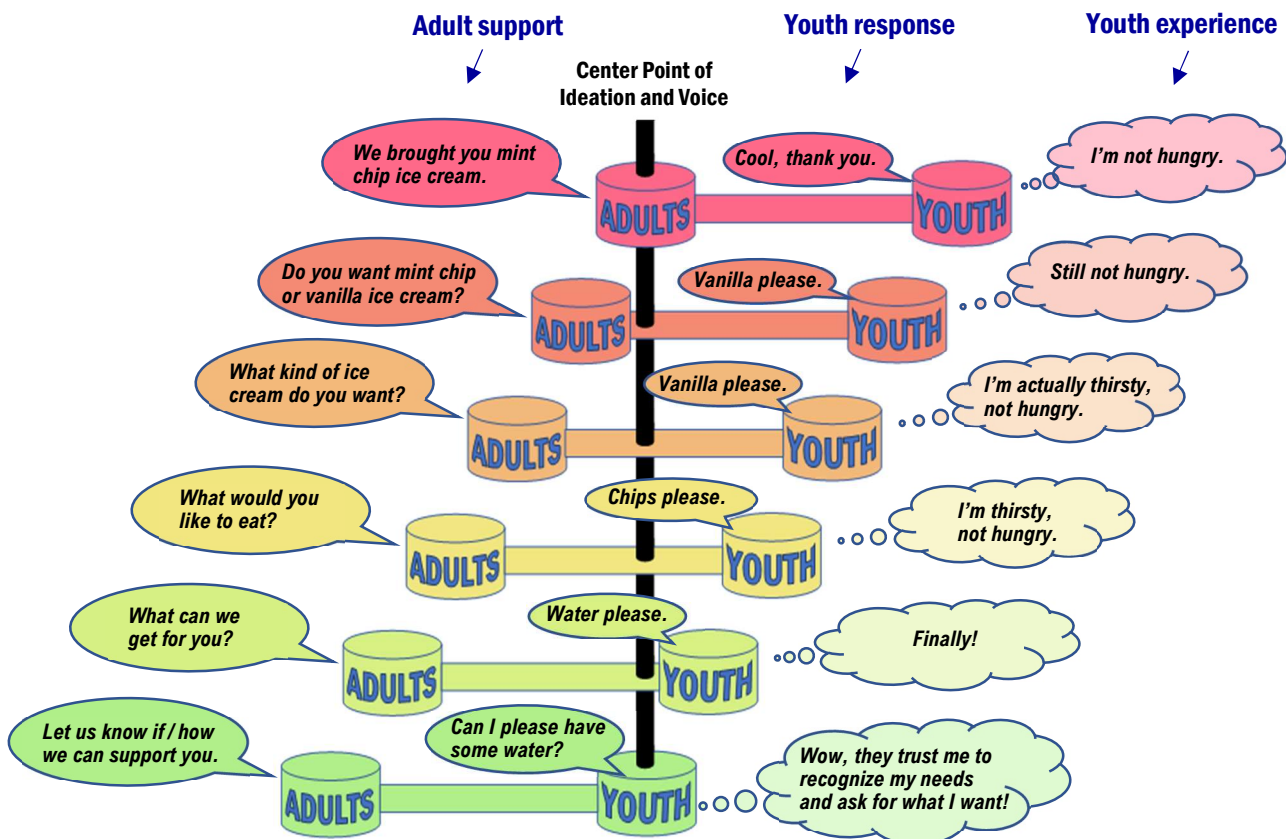 Adult support
Youth response
Youth experience
Center Point of
Ideation and Voice
We brought you mint
chip ice cream.
Cool, thank you.
I'm not hungry.
ADULTS
YOUTH
Do you want mint chip
or vanilla ice cream?
Vanilla please.
Still not hungry.
ADULTS
YOUTH
What kind of ice
cream do you want?
Vanilla please.
I'm actually thirsty,
not hungry.
ADULTS
YOUTH
What would you
like to eat?
Chips please.
I'm thirsty,
not hungry.
ADULTS
YOUTH
What can we
get for you?
Water please.
Finally!
ADULTS
YOUTH
Let us know if / how
we can support you.
Can I please have
some water?
Wow, they trust me to
recognize my needs
and ask for what I want!
ADULTS
YOUTH